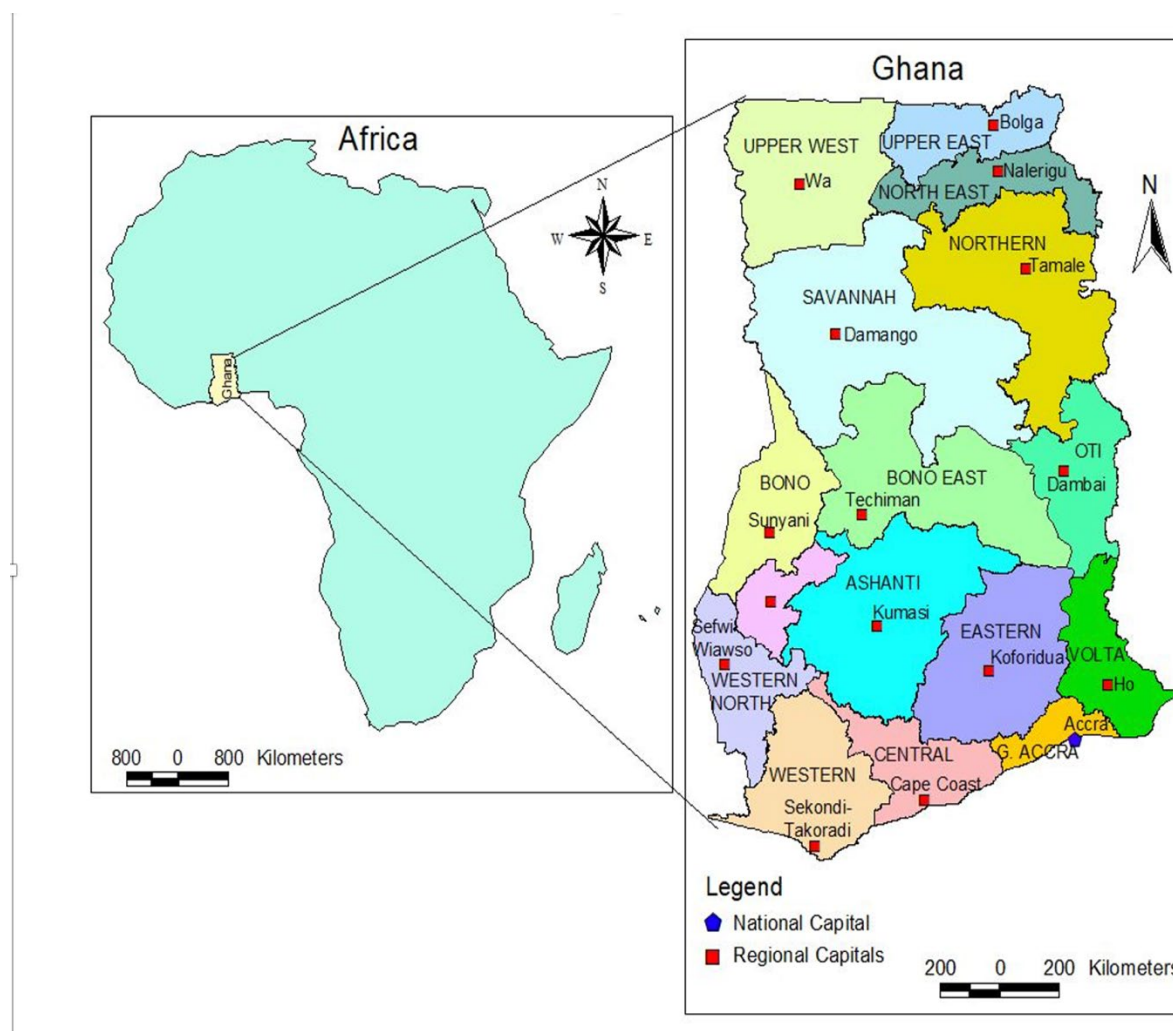 Africa
N
W
E
S
Ghana
800 0 800 Kilometers
Ghana
N
UPPER WEST
Wa
UPPER EAST
Bolga
NORTH EAST
Nalerigu
NORTHERN
Tamale
SAVANNAH
Damango
OTI
Dambai
BONO
Sunyani
BONO EAST
Techiman
ASHANTI
Kumasi
EASTERN
Koforidua
VOLTA
Ho
Sefwi-
Wiawso
WESTERN
NORTH
Accra
G. ACCRA
CENTRAL
Cape Coast
WESTERN
Sekondi-
Takoradi
Legend
National Capital
Regional Capitals
200 0 200 Kilometers